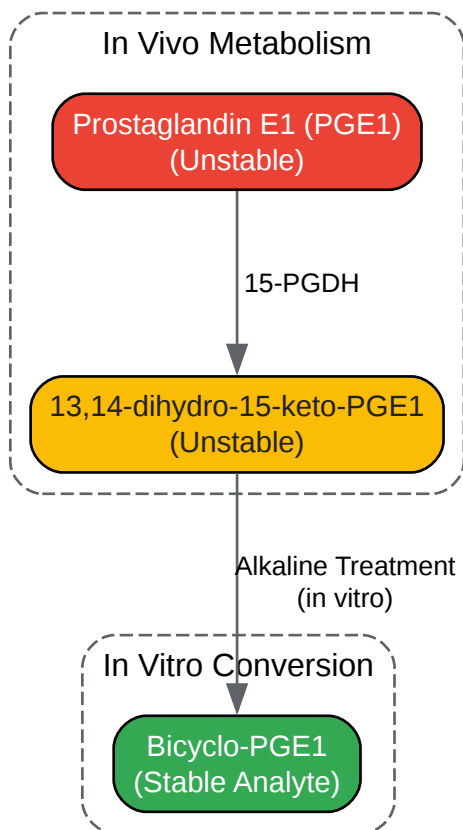 In Vivo Metabolism
Prostaglandin E1 (PGE1)
(Unstable)
15-PGDH
13,14-dihydro-15-keto-PGE1
(Unstable)
Alkaline Treatment
(in vitro)
In Vitro Conversion
Bicyclo-PGE1
(Stable Analyte)